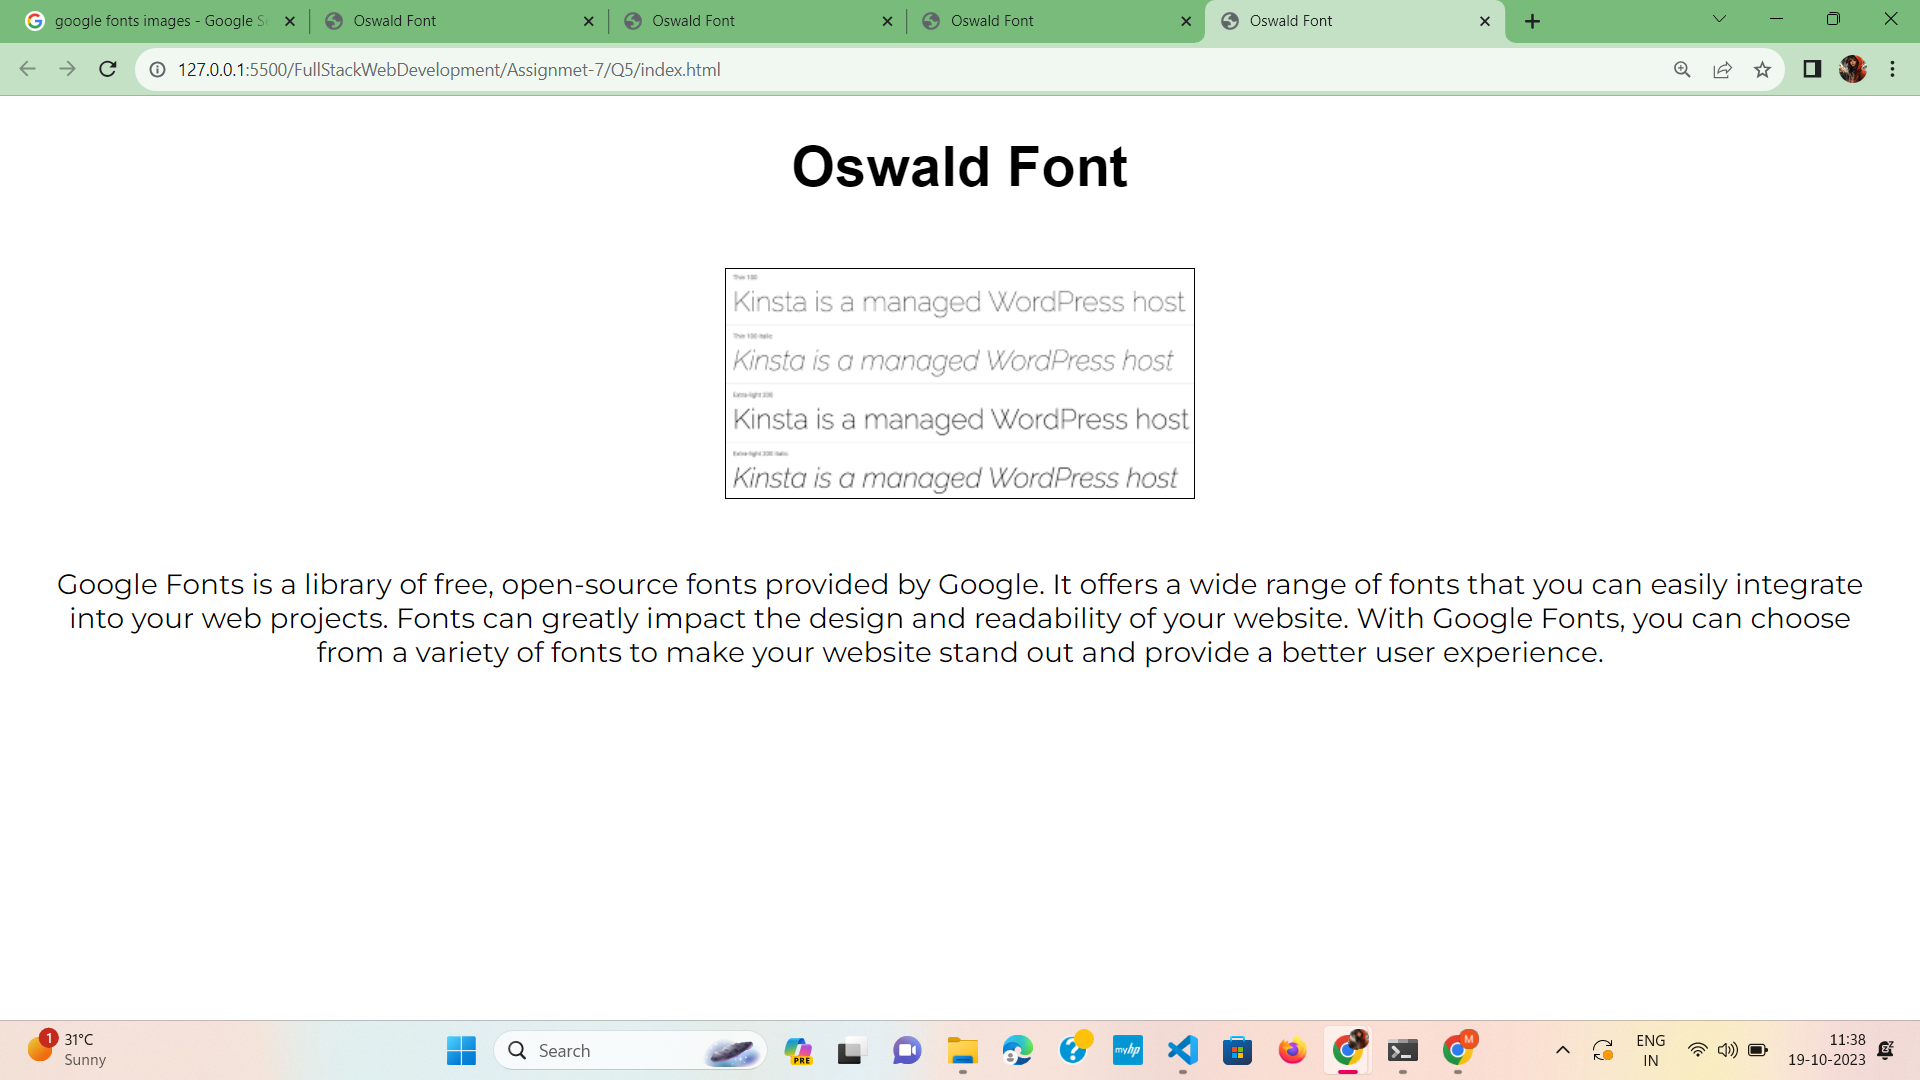 google fonts images - Google Se
Oswald Font
Oswald Font
Oswald Font
Oswald Font
127.0.0.1:5500/FullStackWebDevelopment/Assignmet-7/Q5/index.html
Oswald Font
Thin 100
Kinsta is a managed WordPress host
Thin 100 italic
Kinsta is a managed WordPress host
Extra-light 200
Kinsta is a managed WordPress host
Extra-light 200 italic
Kinsta is a managed WordPress host
Google Fonts is a library of free, open-source fonts provided by Google. It offers a wide range of fonts that you can easily integrate
into your web projects. Fonts can greatly impact the design and readability of your website. With Google Fonts, you can choose
from a variety of fonts to make your website stand out and provide a better user experience.
1
31°C
Sunny
Search
PRE
myhp
M
ENG
IN
11:38
19-10-2023